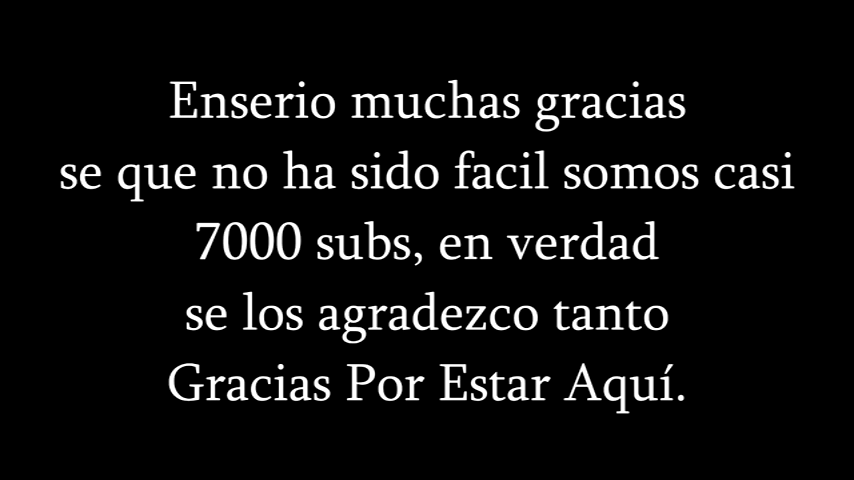 Enserio muchas gracias
se que no ha sido facil somos casi
7000 subs, en verdad
se los agradezco tanto
Gracias Por Estar Aquí.